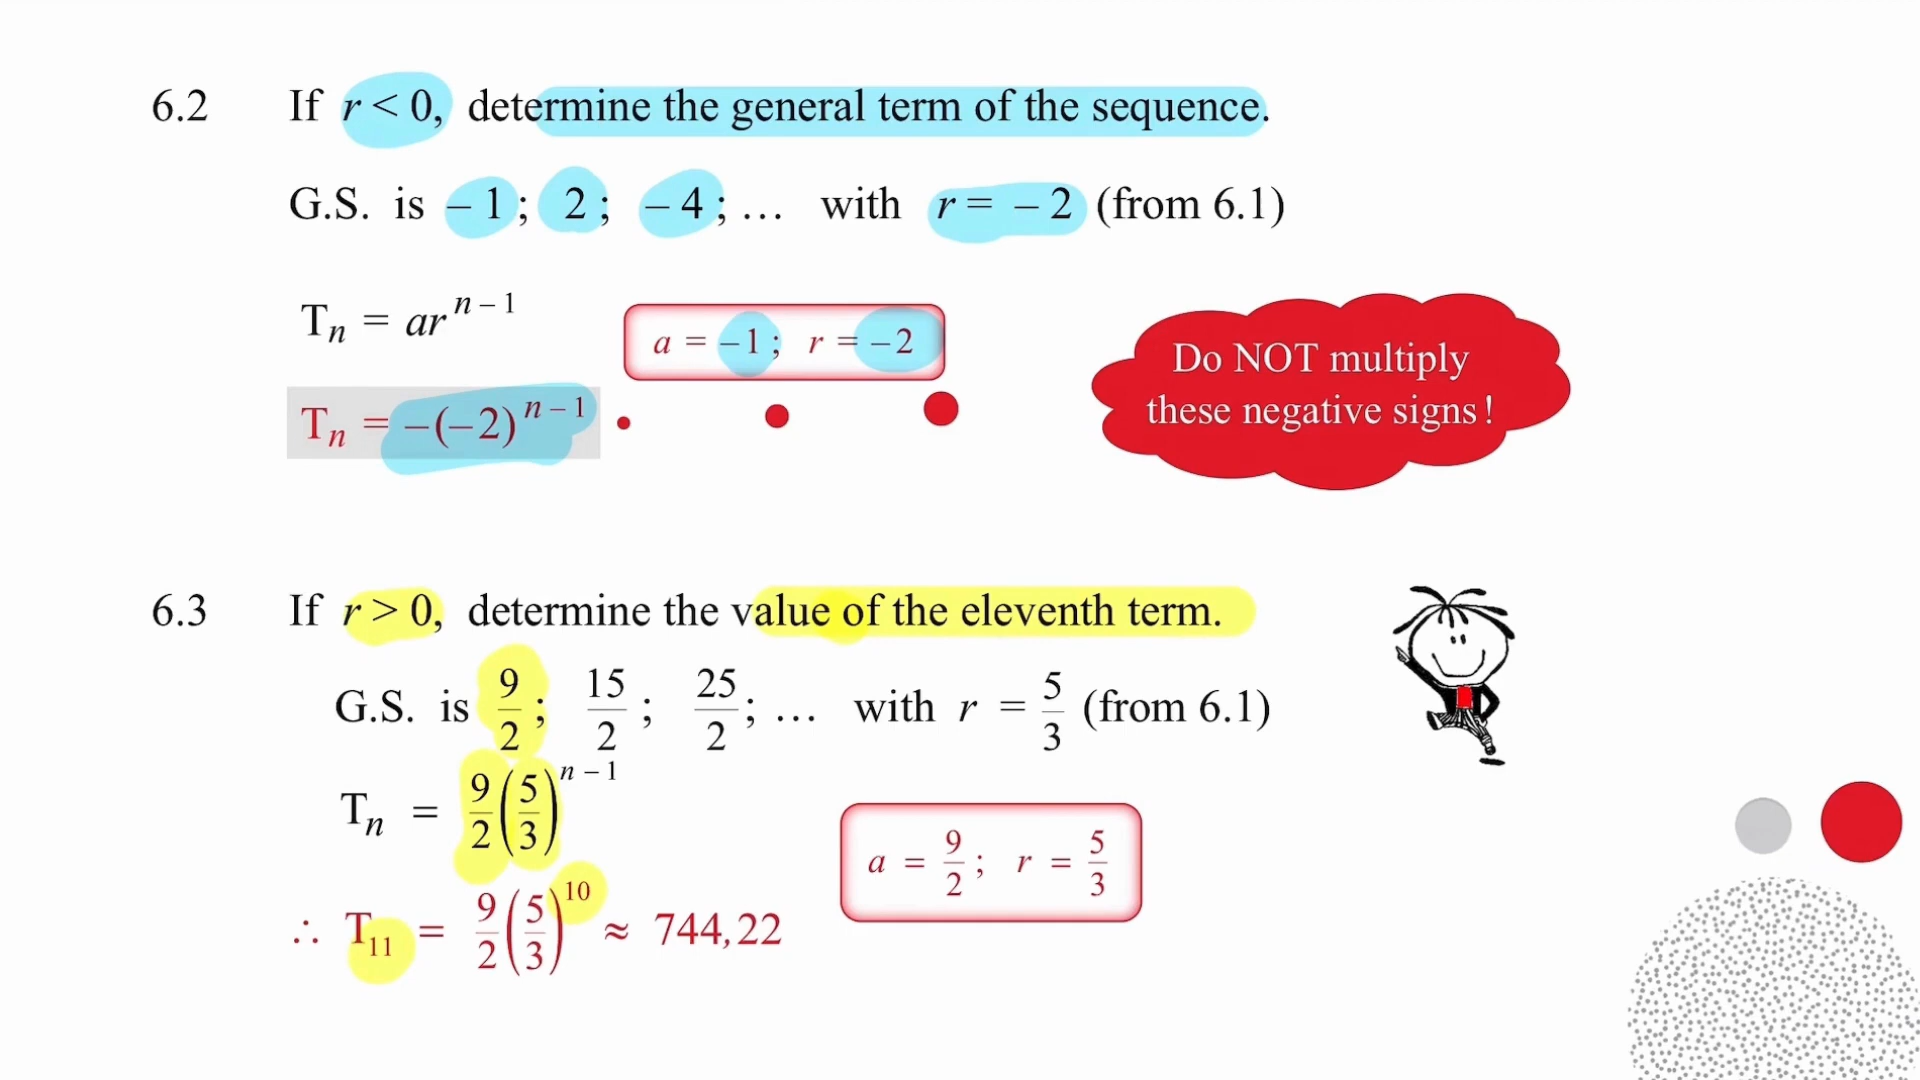 6.2 If r < 0, determine the general term of the sequence.
G.S. is – 1 ; 2 ; – 4 ; … with r = – 2 (from 6.1)
Tₙ = arⁿ ⁻ ¹
a = –1 ; r = –2
Tₙ = –(–2)ⁿ ⁻ ¹
Do NOT multiply
these negative signs !
6.3 If r > 0, determine the value of the eleventh term.
G.S. is 9/2 ; 15/2 ; 25/2 ; … with r = 5/3 (from 6.1)
Tₙ = 9/2(5/3)ⁿ ⁻ ¹
a = 9/2 ; r = 5/3
∴ T₁₁ = 9/2(5/3)¹⁰ ≈ 744,22